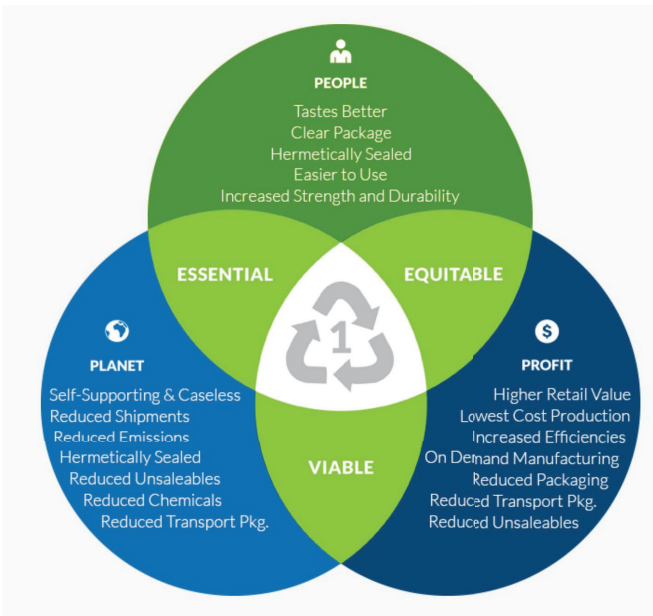 PEOPLE
Tastes Better
Clear Package
Hermetically Sealed
Easier to Use
Increased Strength and Durability
ESSENTIAL
EQUITABLE
1
PLANET
Self-Supporting & Caseless
Reduced Shipments
Reduced Emissions
Hermetically Sealed
Reduced Unsaleables
Reduced Chemicals
Reduced Transport Pkg.
$
PROFIT
Higher Retail Value
Lowest Cost Production
Increased Efficiencies
On Demand Manufacturing
Reduced Packaging
Reduced Transport Pkg.
Reduced Unsaleables
VIABLE